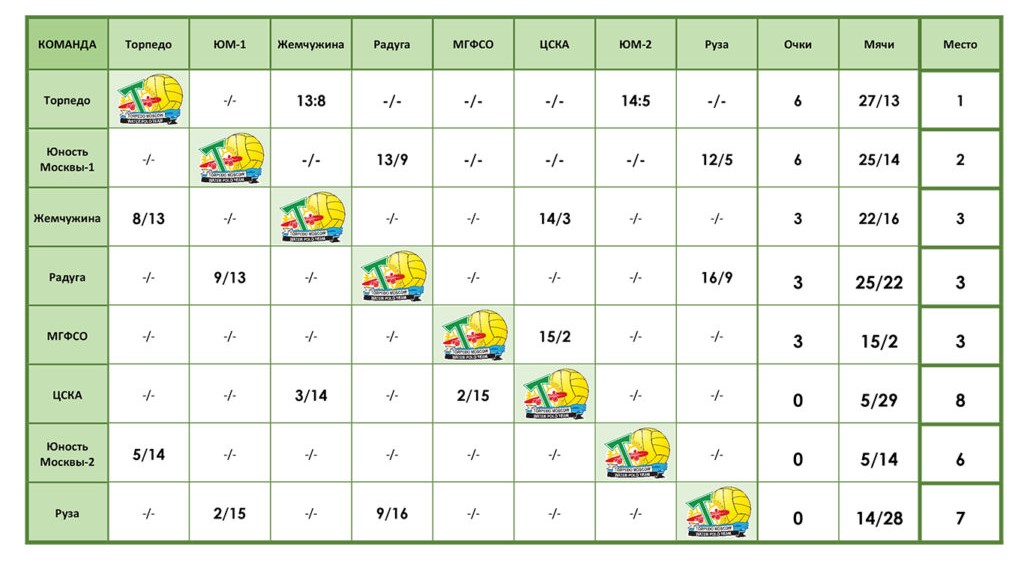 КОМАНДА Торпедо ЮМ-1 Жемчужина Радуга МГФСО ЦСКА ЮМ-2 Руза Очки Мячи Место
Торпедо TORPEDO MOSCOW WATER POLO TEAM -/- 13:8 -/- -/- -/- 14:5 -/- 6 27/13 1
Юность
Москвы-1 -/- TORPEDO MOSCOW WATER POLO TEAM -/- 13/9 -/- -/- -/- 12/5 6 25/14 2
Жемчужина 8/13 -/- TORPEDO MOSCOW WATER POLO TEAM -/- -/- 14/3 -/- -/- 3 22/16 3
Радуга -/- 9/13 -/- TORPEDO MOSCOW WATER POLO TEAM -/- -/- -/- 16/9 3 25/22 3
МГФСО -/- -/- -/- -/- TORPEDO MOSCOW WATER POLO TEAM 15/2 -/- -/- 3 15/2 3
ЦСКА -/- -/- 3/14 -/- 2/15 TORPEDO MOSCOW WATER POLO TEAM -/- -/- 0 5/29 8
Юность
Москвы-2 5/14 -/- -/- -/- -/- -/- TORPEDO MOSCOW WATER POLO TEAM -/- 0 5/14 6
Руза -/- 2/15 -/- 9/16 -/- -/- -/- TORPEDO MOSCOW WATER POLO TEAM 0 14/28 7